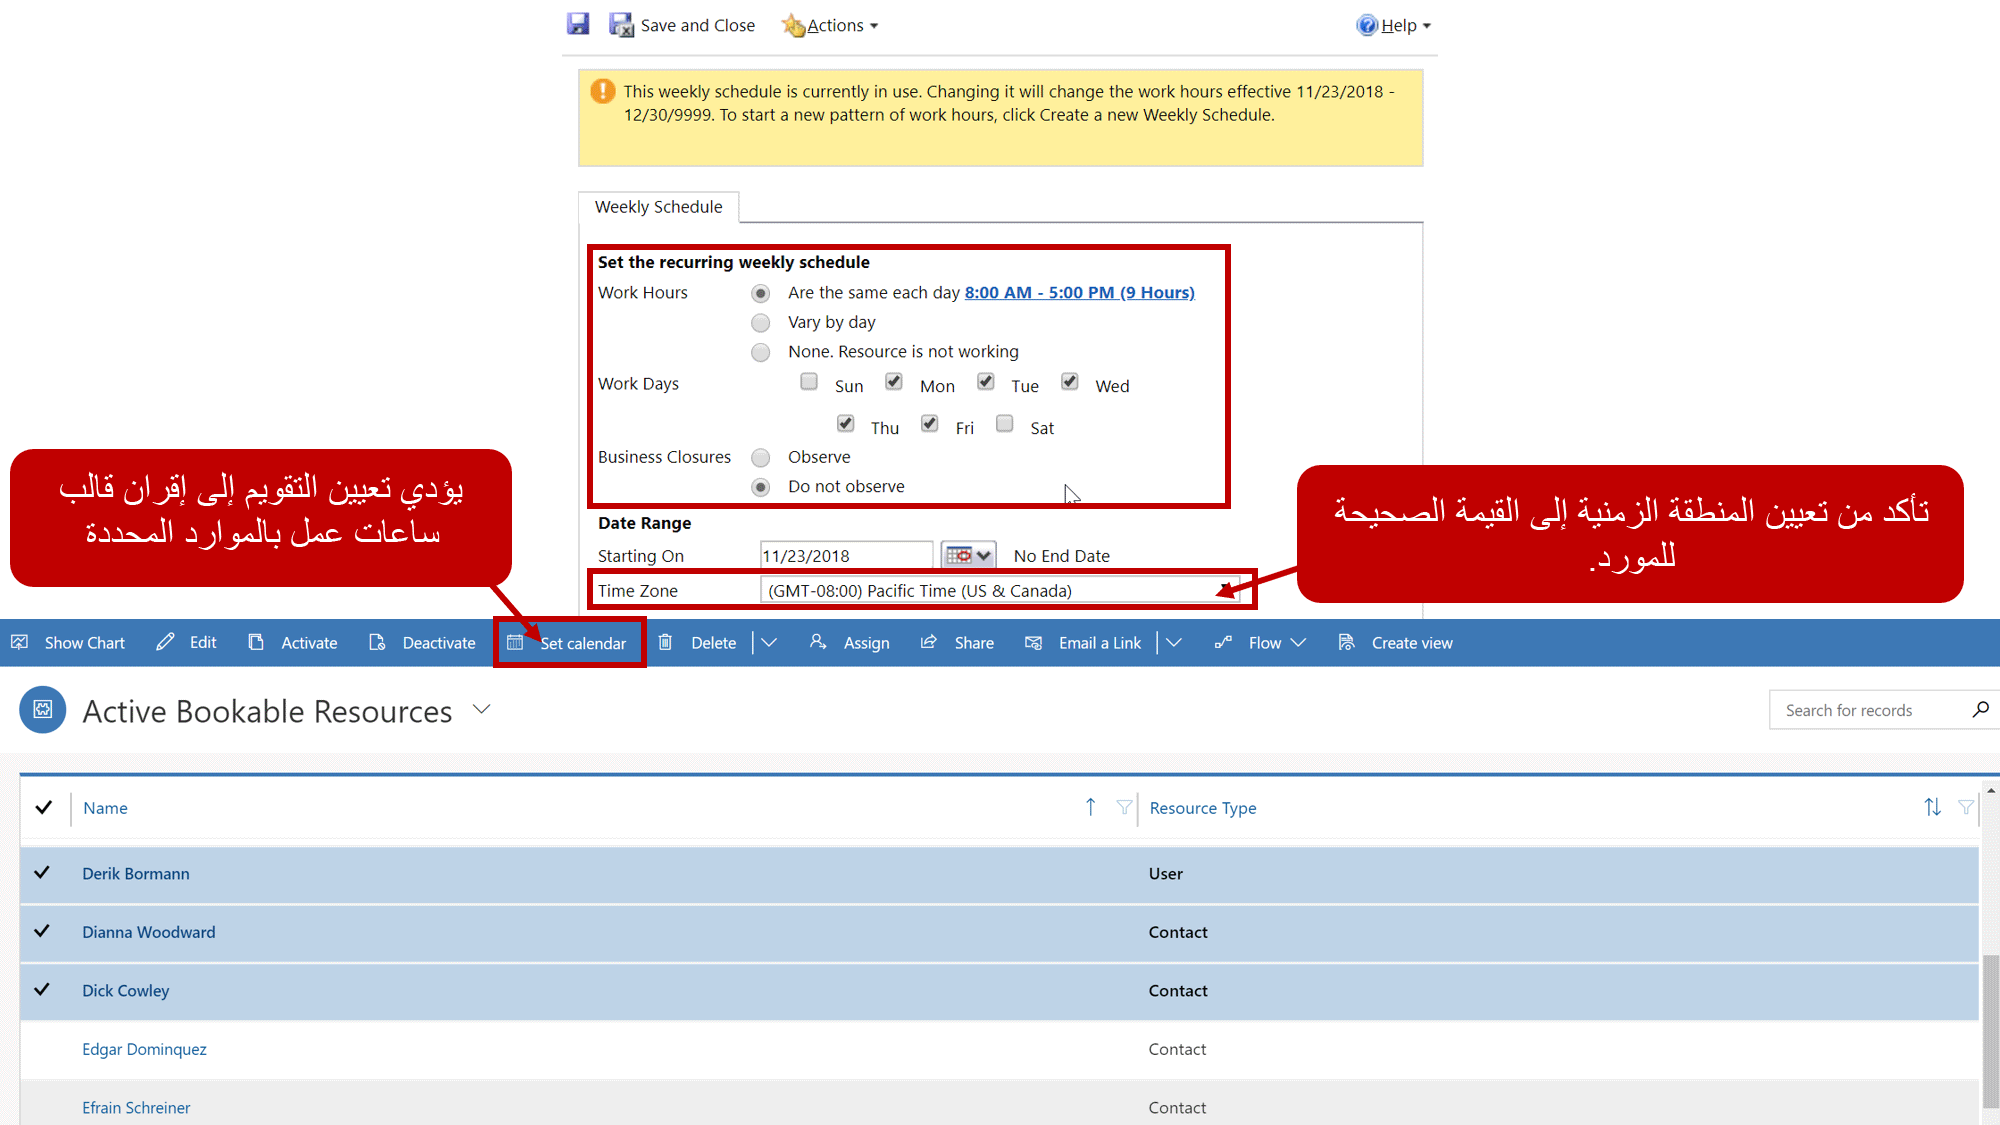 Save and Close
Actions
Help
This weekly schedule is currently in use. Changing it will change the work hours effective 11/23/2018 -
12/30/9999. To start a new pattern of work hours, click Create a new Weekly Schedule.
Weekly Schedule
Set the recurring weekly schedule
Work Hours
Are the same each day 8:00 AM - 5:00 PM (9 Hours)
Vary by day
None. Resource is not working
Work Days
Sun Mon Tue Wed
Thu Fri Sat
Business Closures
Observe
Do not observe
Date Range
Starting On 11/23/2018 No End Date
Time Zone (GMT-08:00) Pacific Time (US & Canada)
يؤدي تعيين التقويم إلى إقران قالب
ساعات عمل بالموارد المحددة
تأكد من تعيين المنطقة الزمنية إلى القيمة الصحيحة
للمورد.
Show Chart Edit Activate Deactivate Set calendar Delete Assign Share Email a Link Flow Create view
Active Bookable Resources
Search for records
Name Resource Type
Derik Bormann User
Dianna Woodward Contact
Dick Cowley Contact
Edgar Dominquez Contact
Efrain Schreiner Contact